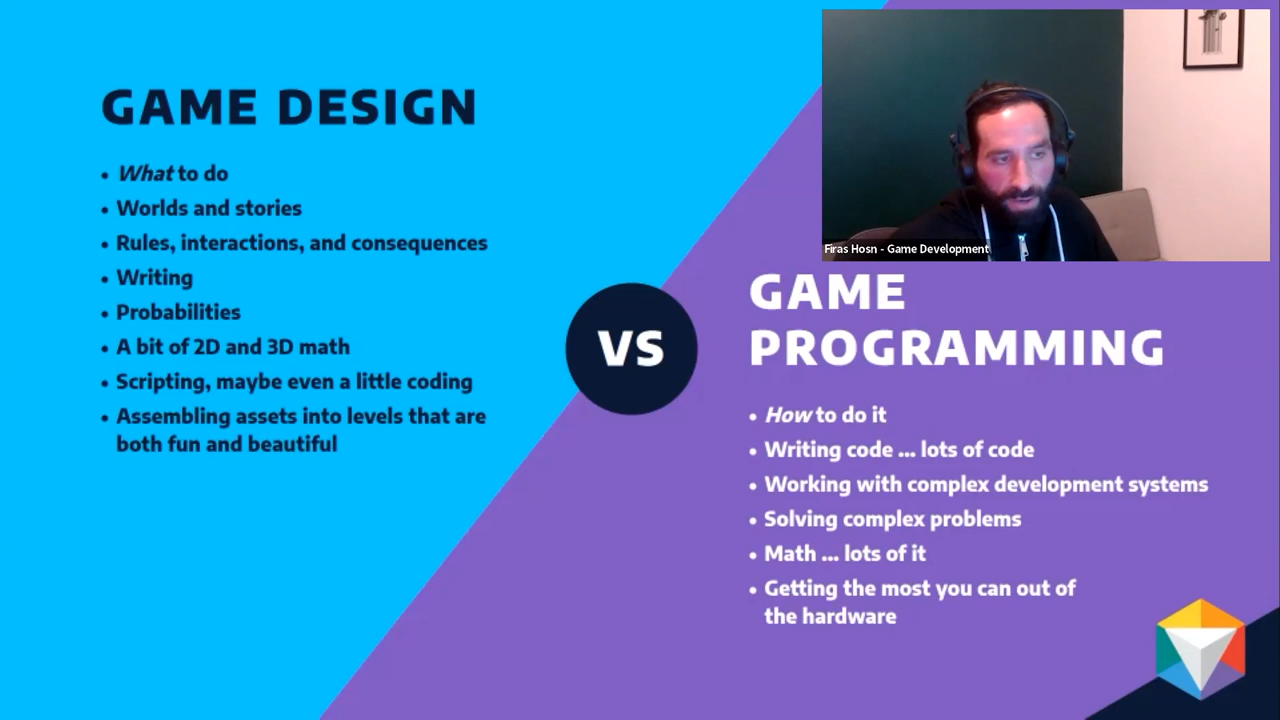 GAME DESIGN
• What to do
• Worlds and stories
• Rules, interactions, and consequences
• Writing
• Probabilities
• A bit of 2D and 3D math
• Scripting, maybe even a little coding
• Assembling assets into levels that are
both fun and beautiful
VS
Firas Hosn - Game Development
GAME
PROGRAMMING
• How to do it
• Writing code ... lots of code
• Working with complex development systems
• Solving complex problems
• Math ... lots of it
• Getting the most you can out of
the hardware